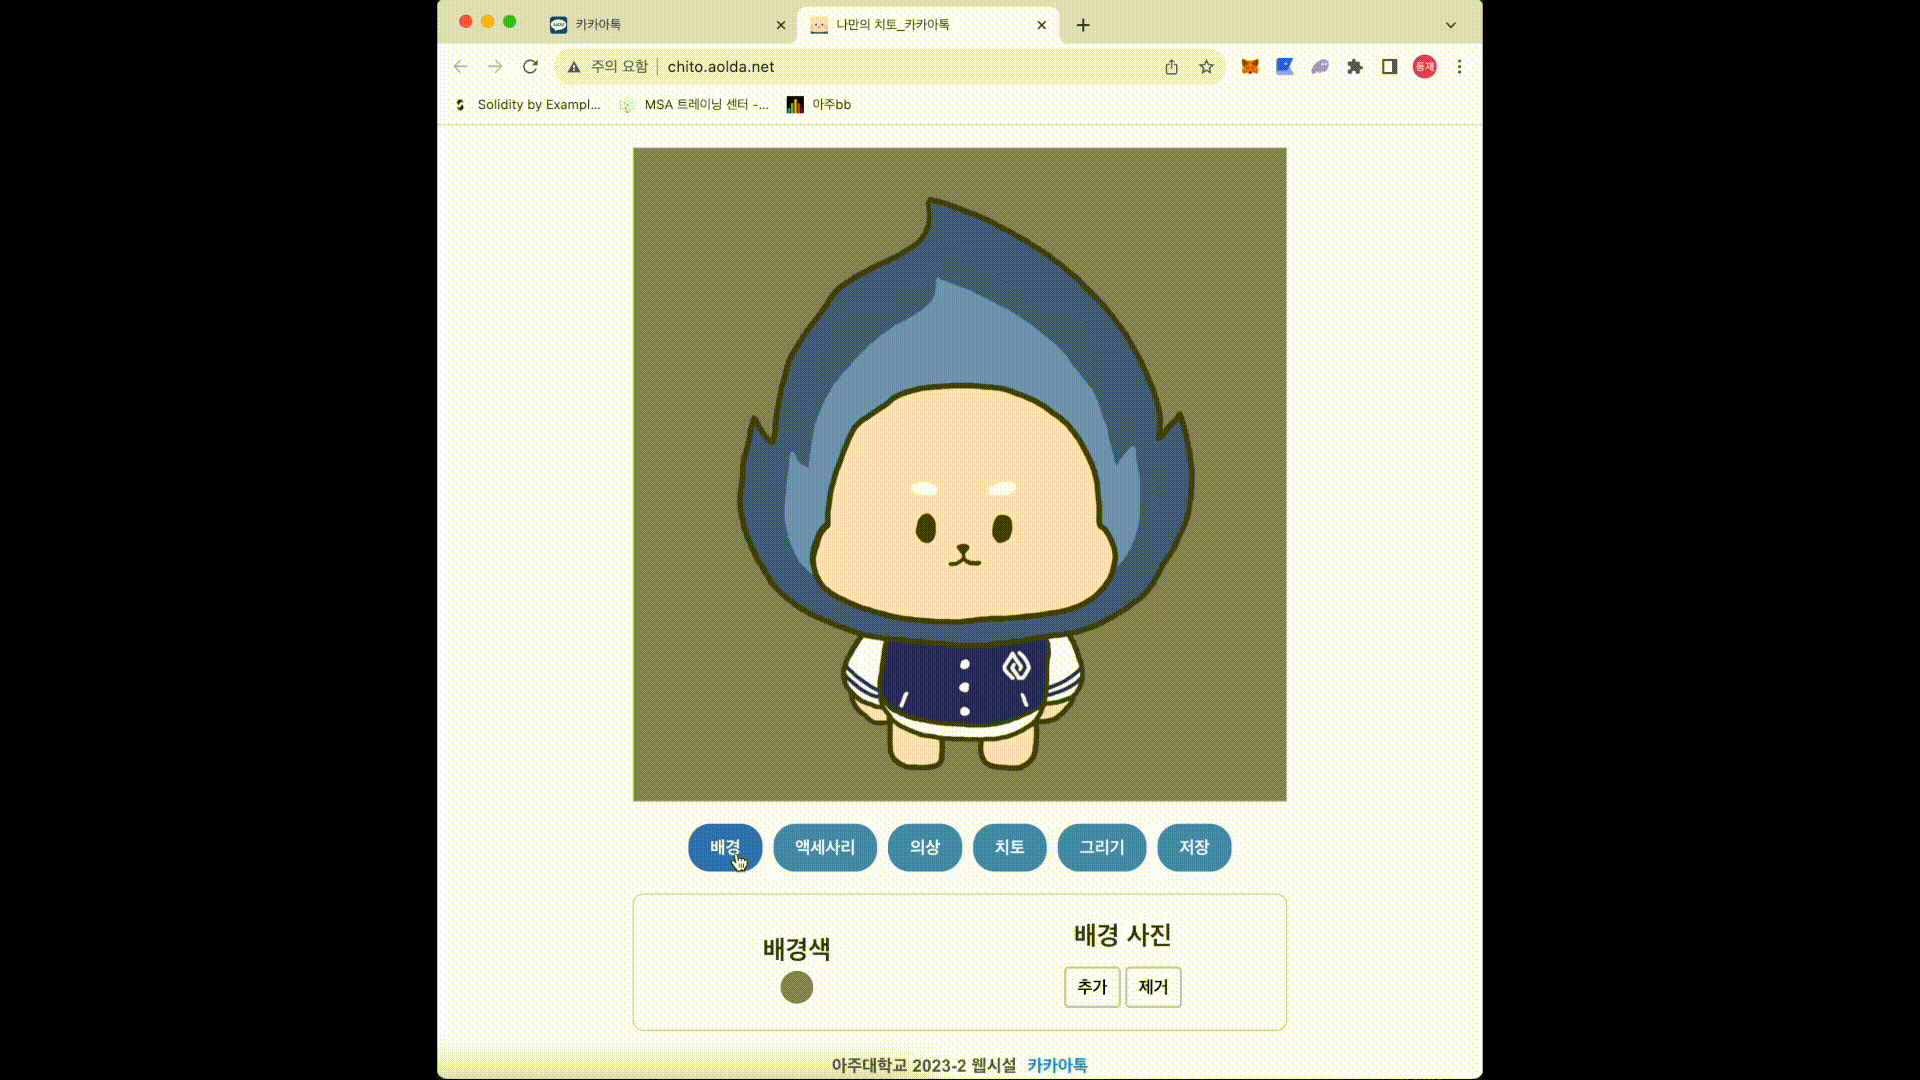 카카아톡
나만의 치토_카카아톡
주의 요함 chito.aolda.net
동재
Solidity by Exampl...
MSA 트레이닝 센터 -...
아주bb
배경
액세사리
의상
치토
그리기
저장
배경색
배경 사진
추가
제거
아주대학교 2023-2 웹시설 카카아톡